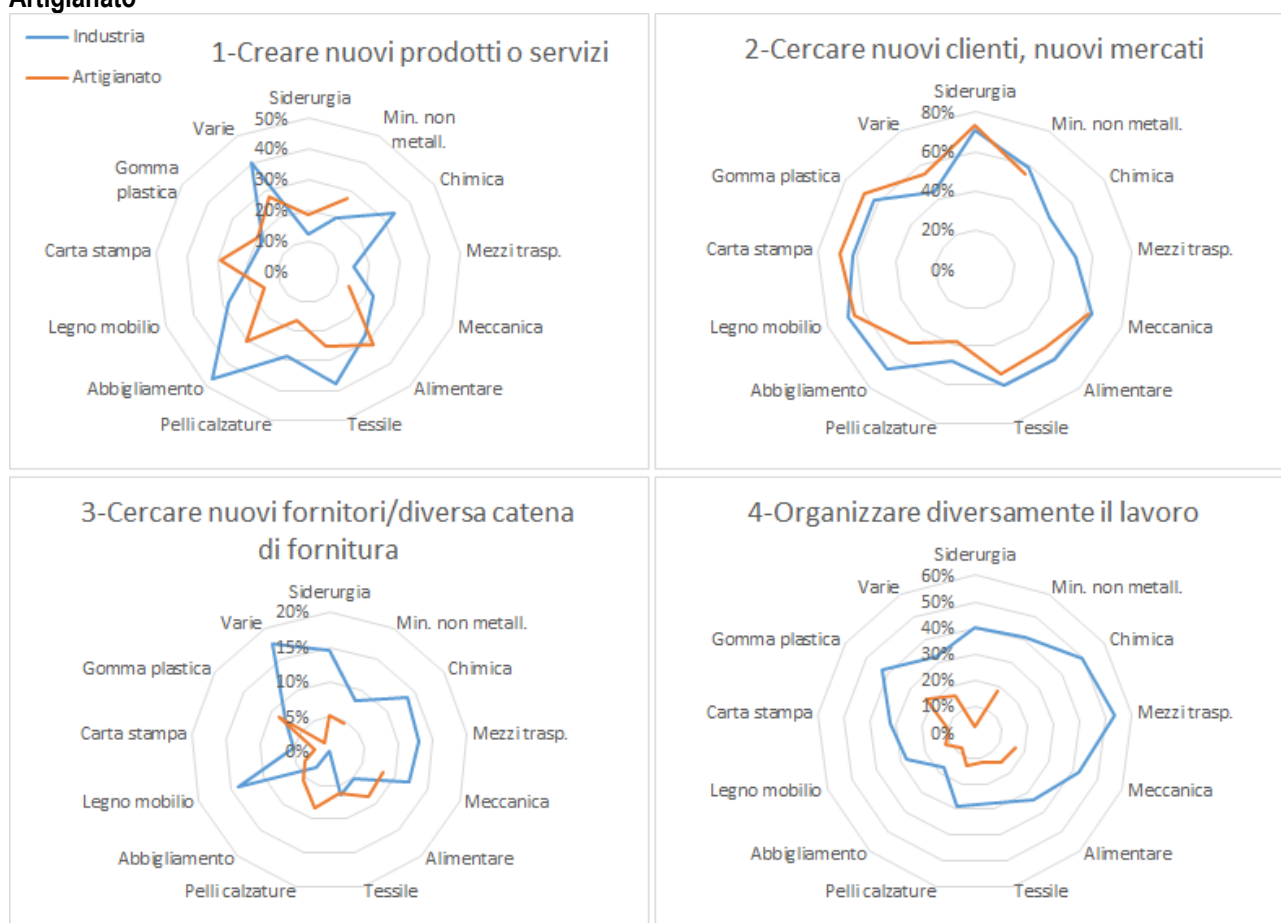 Artigianato
Industria
Artigianato
1-Creare nuovi prodotti o servizi
Siderurgia
50%
40%
30%
20%
10%
0%
Min. non
metall.
Chimica
Mezzi trasp.
Meccanica
Alimentare
Tessile
Pelli calzature
Abbigliamento
Legno mobilio
Carta stampa
Gomma
plastica
Varie
2-Cercare nuovi clienti, nuovi mercati
Siderurgia
80%
60%
40%
20%
0%
Min. non metall.
Chimica
Mezzi trasp.
Meccanica
Alimentare
Tessile
Pelli calzature
Abbigliamento
Legno mobilio
Carta stampa
Gomma plastica
Varie
3-Cercare nuovi fornitori/diversa catena
di fornitura
Siderurgia
20%
15%
10%
5%
0%
Min. non metall.
Chimica
Mezzi trasp.
Meccanica
Alimentare
Tessile
Pelli calzature
Abbigliamento
Legno mobilio
Carta stampa
Gomma plastica
Varie
4-Organizzare diversamente il lavoro
Siderurgia
60%
50%
40%
30%
20%
10%
0%
Min. non metall.
Chimica
Mezzi trasp.
Meccanica
Alimentare
Tessile
Pelli calzature
Abbigliamento
Legno mobilio
Carta stampa
Gomma plastica
Varie